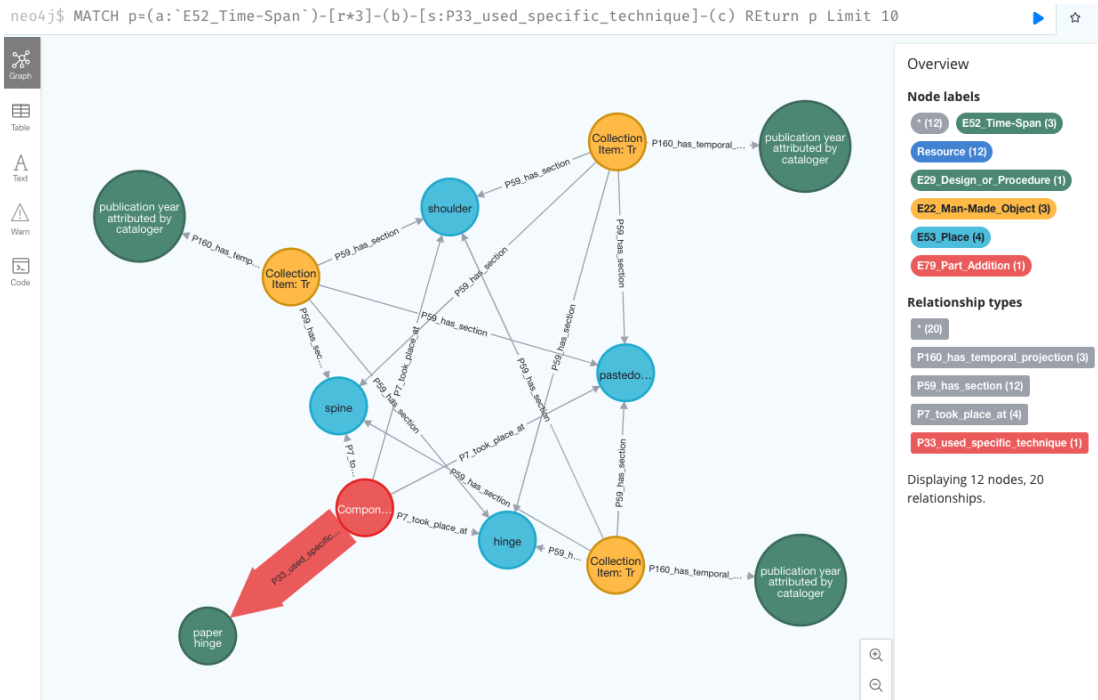 neo4j$ MATCH p=(a:`E52_Time-Span`)-[r*3]-(b)-[s:P33_used_specific_technique]-(c) REturn p Limit 10
Graph
Table
Text
Warn
Code
Collection
Item: Tr
P160_has_temporal_...
publication year
attributed by
cataloger
P59_has_section
shoulder
publication year
attributed by
cataloger
P160_has_temp...
P59_has_section
Collection
Item: Tr
P59_has_section
P59_has_section
P59_has_section
P59_has_sec...
P7_took_place_at
P59_has_section
pastedo...
P59_has_section
P59_has_section
spine
P7_took_place_at
P7_to...
P59_has_section
P59_has_section
Compon...
P7_took_place_at
hinge
P59_h...
Collection
Item: Tr
P160_has_temporal_...
publication year
attributed by
cataloger
P33_used_specific...
paper
hinge
Overview
Node labels
* (12)
E52_Time-Span (3)
Resource (12)
E29_Design_or_Procedure (1)
E22_Man-Made_Object (3)
E53_Place (4)
E79_Part_Addition (1)
Relationship types
* (20)
P160_has_temporal_projection (3)
P59_has_section (12)
P7_took_place_at (4)
P33_used_specific_technique (1)
Displaying 12 nodes, 20
relationships.